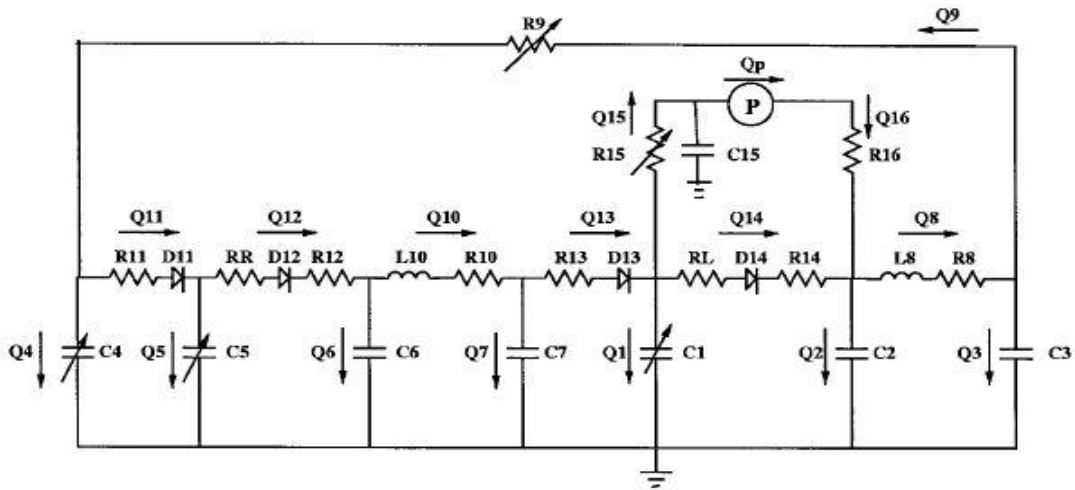 R9 Q9
Qp
P
Q15 Q16
R15 C15 R16
Q11 Q12 Q10 Q13 Q14 Q8
R11 D11 RR D12 R12 L10 R10 R13 D13 RL D14 R14 L8 R8
Q4 C4 Q5 C5 Q6 C6 Q7 C7 Q1 C1 Q2 C2 Q3 C3